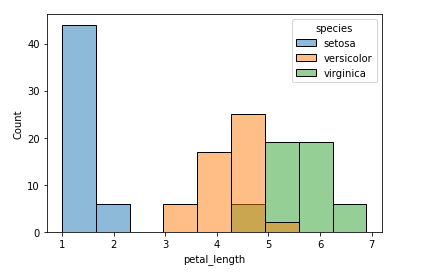 species
setosa
versicolor
virginica
40
30
20
10
0
Count
1 2 3 4 5 6 7
petal_length